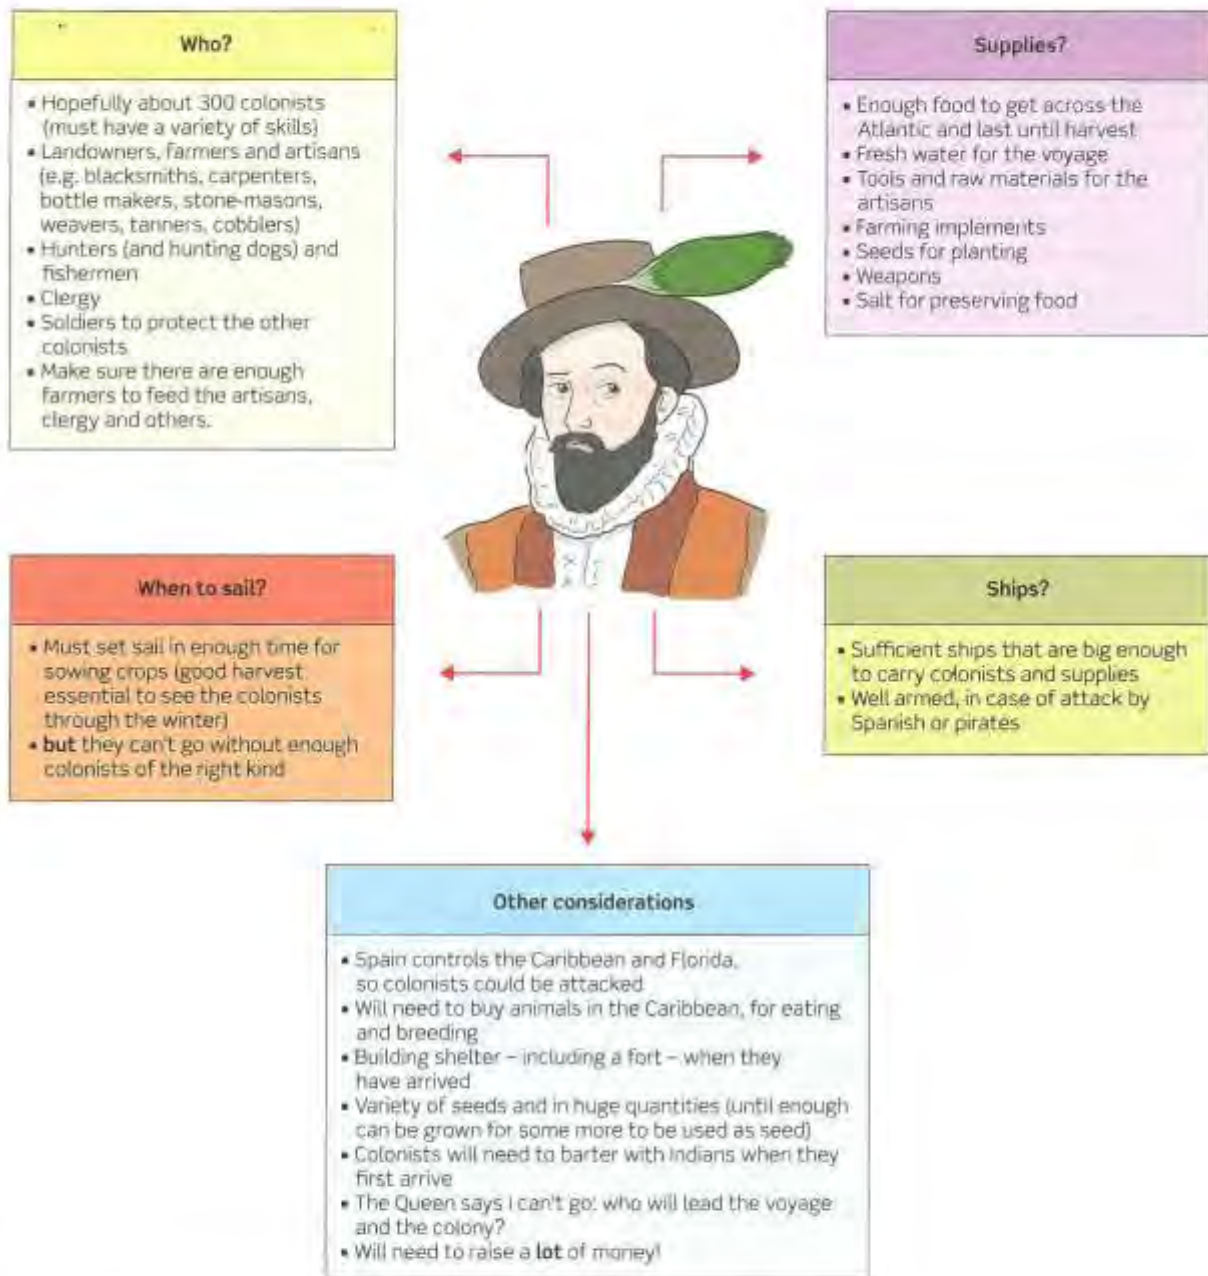 Who?
▪ Hopefully about 300 colonists
(must have a variety of skills)
▪ Landowners, farmers and artisans
(e.g. blacksmiths, carpenters,
bottle makers, stone-masons,
weavers, tanners, cobblers)
▪ Hunters (and hunting dogs) and
fishermen
▪ Clergy
▪ Soldiers to protect the other
colonists
▪ Make sure there are enough
farmers to feed the artisans,
clergy and others.
Supplies?
▪ Enough food to get across the
Atlantic and last until harvest
▪ Fresh water for the voyage
▪ Tools and raw materials for the
artisans
▪ Farming implements
▪ Seeds for planting
▪ Weapons
▪ Salt for preserving food
When to sail?
▪ Must set sail in enough time for
sowing crops (good harvest
essential to see the colonists
through the winter)
▪ but they can't go without enough
colonists of the right kind
Ships?
▪ Sufficient ships that are big enough
to carry colonists and supplies
▪ Well armed, in case of attack by
Spanish or pirates
Other considerations
▪ Spain controls the Caribbean and Florida,
so colonists could be attacked
▪ Will need to buy animals in the Caribbean, for eating
and breeding
▪ Building shelter – including a fort – when they
have arrived
▪ Variety of seeds and in huge quantities (until enough
can be grown for some more to be used as seed)
▪ Colonists will need to barter with Indians when they
first arrive
▪ The Queen says I can't go: who will lead the voyage
and the colony?
▪ Will need to raise a lot of money!